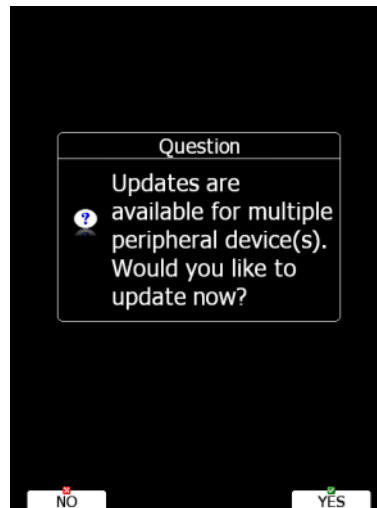 Question
Updates are
available for multiple
peripheral device(s).
Would you like to
update now?
NO
YES